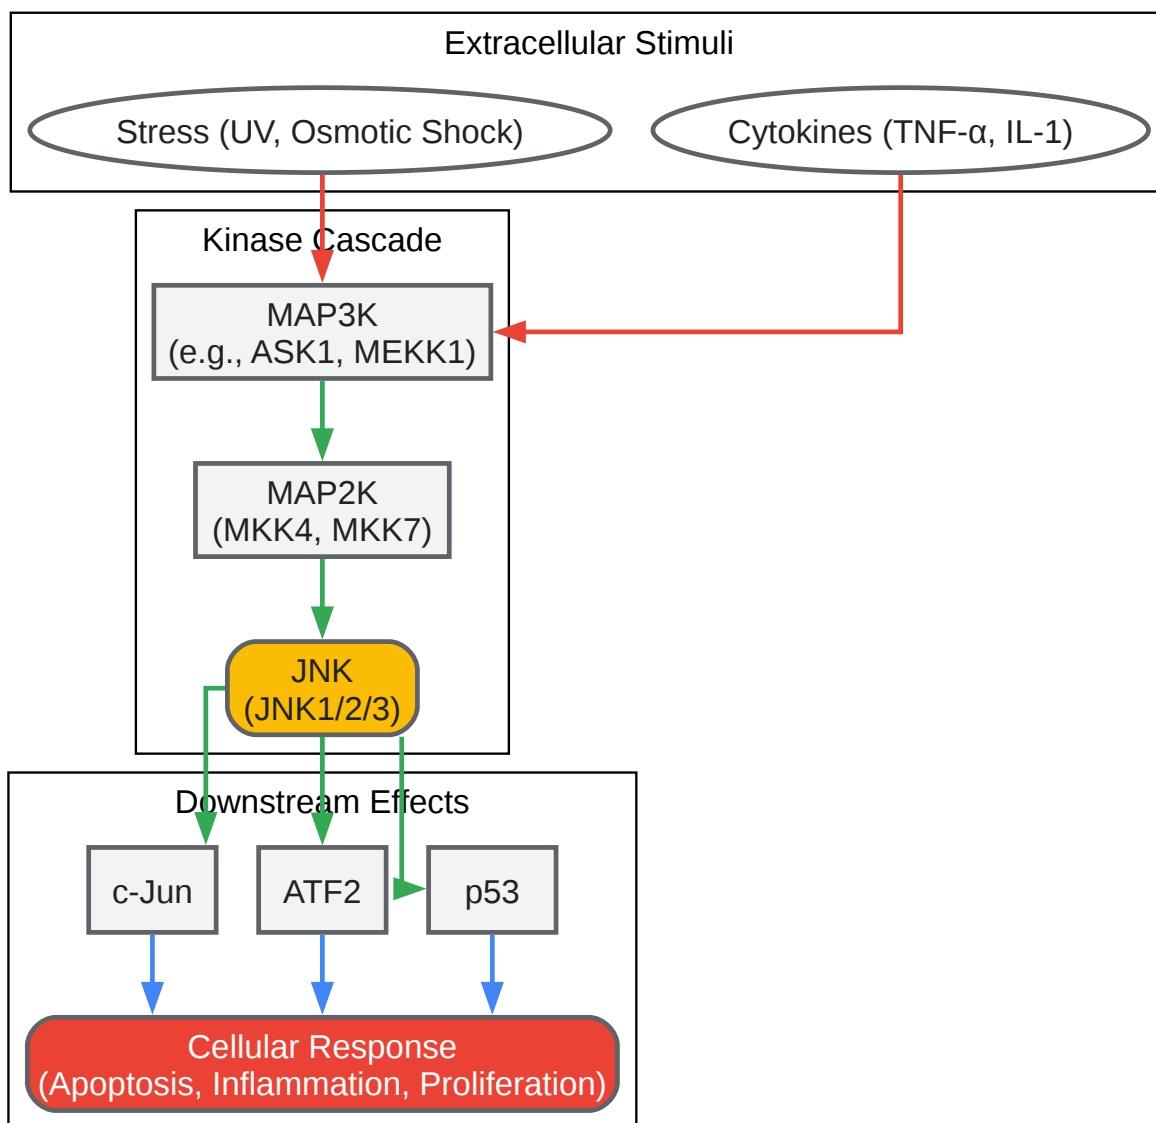 Extracellular Stimuli
Stress (UV, Osmotic Shock)
Cytokines (TNF-α, IL-1)
Kinase Cascade
MAP3K
(e.g., ASK1, MEKK1)
MAP2K
(MKK4, MKK7)
JNK
(JNK1/2/3)
Downstream Effects
c-Jun
ATF2
p53
Cellular Response
(Apoptosis, Inflammation, Proliferation)